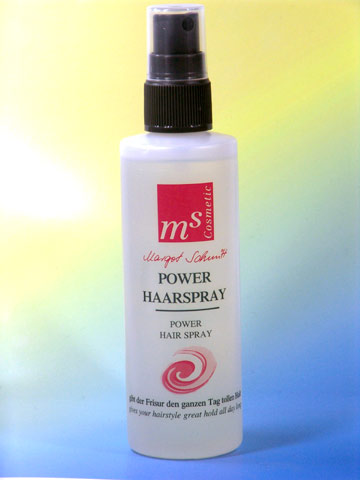 ms
Cosmetic
Margot Schmitt
POWER
HAARSPRAY
POWER
HAIR SPRAY
gibt der Frisur den ganzen Tag tollen Halt
gives your hairstyle great hold all day long